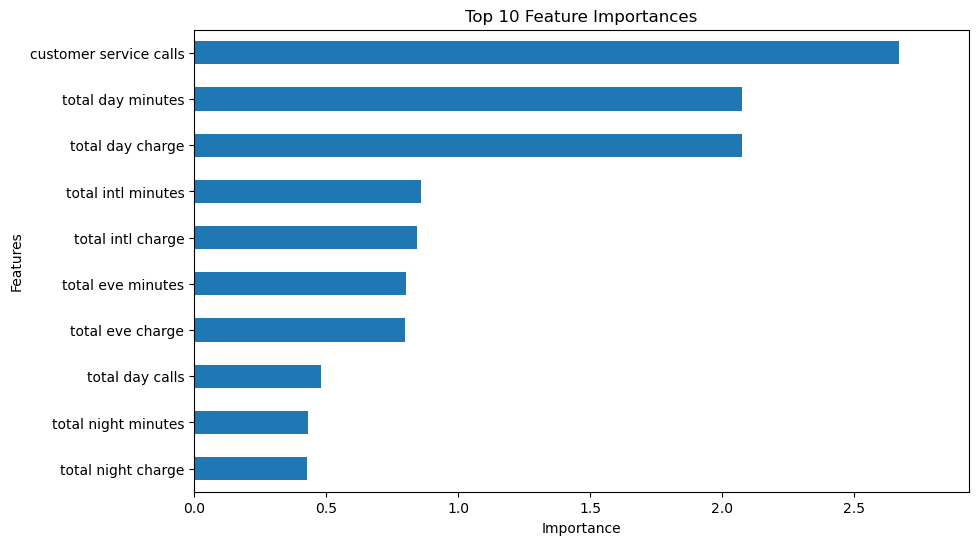 Top 10 Feature Importances
customer service calls
total day minutes
total day charge
total intl minutes
total intl charge
total eve minutes
total eve charge
total day calls
total night minutes
total night charge
Features
0.0 0.5 1.0 1.5 2.0 2.5
Importance